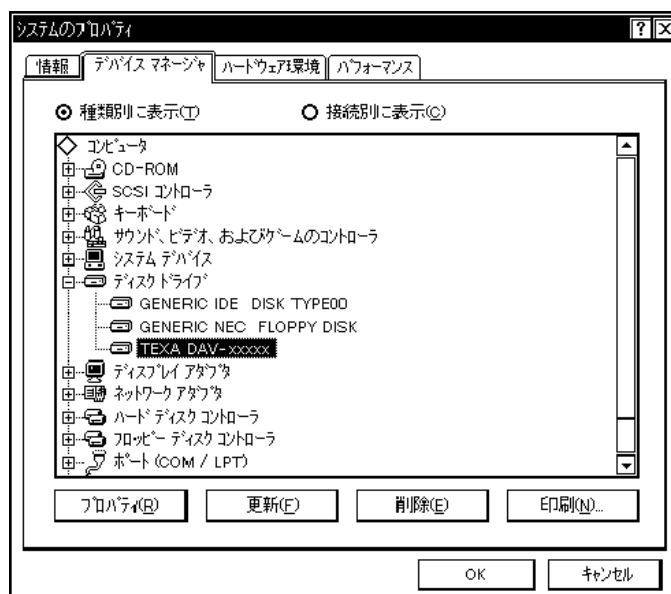 システムのプロパティ
情報 デバイス マネージャ ハードウェア環境 パフォーマンス
種類別に表示(T) 接続別に表示(C)
コンピュータ
CD-ROM
SCSI コントローラ
キーボード
サウンド、ビデオ、およびゲームのコントローラ
システム デバイス
ディスク ドライブ
GENERIC IDE DISK TYPE00
GENERIC NEC FLOPPY DISK
TEXA DAV-xxxxx
ディスプレイ アダプタ
ネットワーク アダプタ
ハード ディスク コントローラ
フロッピー ディスク コントローラ
ポート (COM / LPT)
プロパティ(R) 更新(F) 削除(E) 印刷(N)...
OK キャンセル